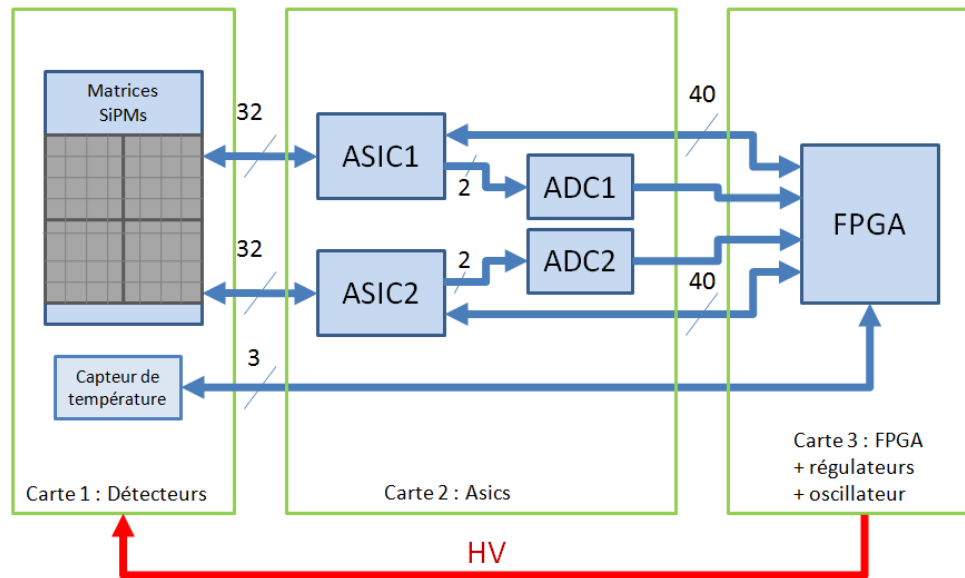 Matrices
SiPMs
32
32
3
Capteur de
température
Carte 1 : Détecteurs
ASIC1
2
ADC1
ASIC2
2
ADC2
Carte 2 : Asics
40
40
FPGA
Carte 3 : FPGA
+ régulateurs
+ oscillateur
HV